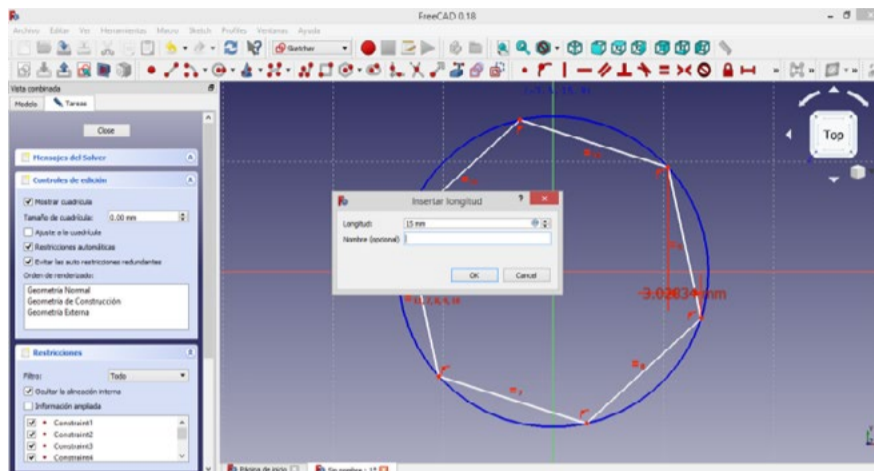 FreeCAD 0.18
Archivo Editar Ver Herramientas Macro Sketch Profiles Ventanas Ayuda
Sketcher
Vista combinada
Modelo Tareas
Close
Mensajes del Solver
Controles de edición
Mostrar cuadrícula
Tamaño de cuadrícula: 0.00 mm
Ajuste a la cuadrícula
Restricciones automáticas
Evitar las auto restricciones redundantes
Orden de renderizado:
Geometría Normal
Geometría de Construcción
Geometría Externa
Restricciones
Filtro: Todo
Ocultar la alineación interna
Información ampliada
Constraint1
Constraint2
Constraint3
Constraint4
Insertar longitud
Longitud: 15 mm
Nombre (opcional)
OK Cancel
Top
Página de inicio
Sin nombre : 1*